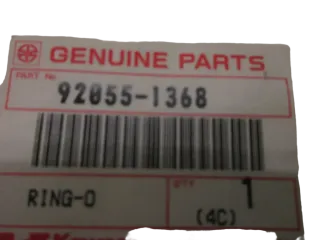 GENUINE PARTS
PART No.
92055-1368
RING-O
QTY 1
(4C)